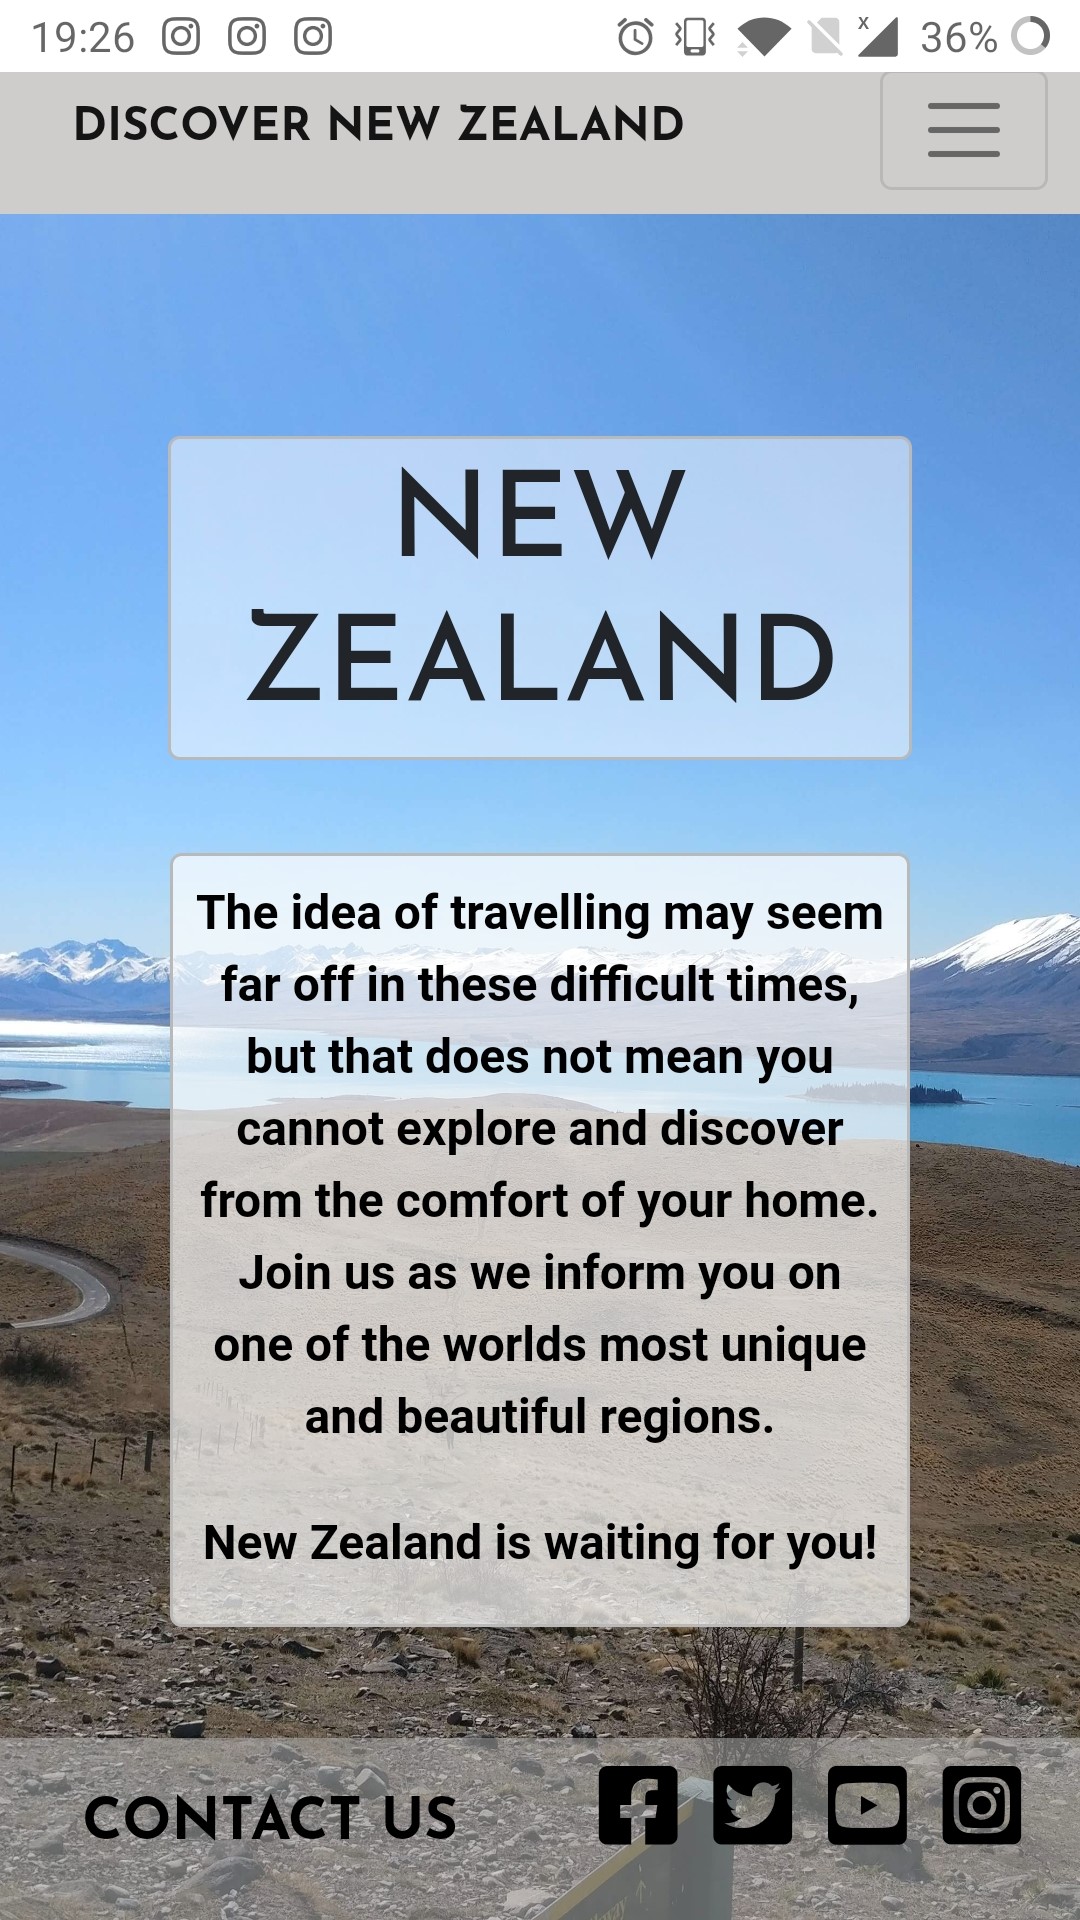 19:26
x
36%
DISCOVER NEW ZEALAND
NEW
ZEALAND
The idea of travelling may seem
far off in these difficult times,
but that does not mean you
cannot explore and discover
from the comfort of your home.
Join us as we inform you on
one of the worlds most unique
and beautiful regions.
New Zealand is waiting for you!
CONTACT US